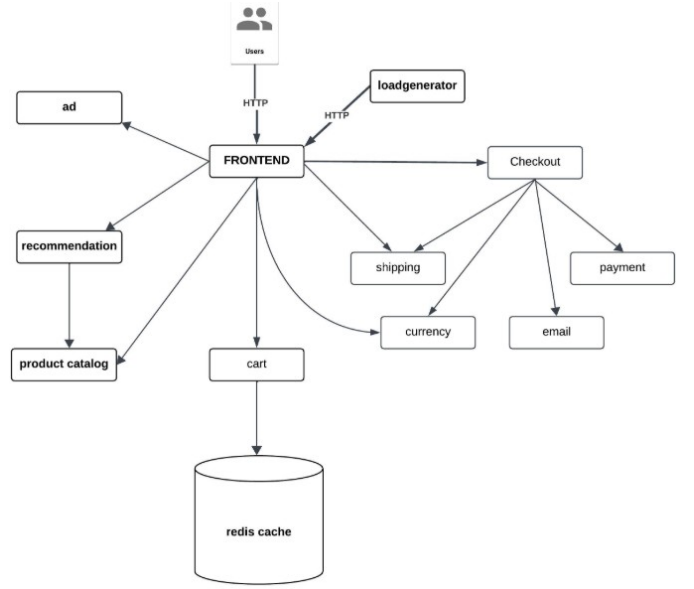 Users
HTTP
loadgenerator
HTTP
ad
FRONTEND
Checkout
recommendation
shipping
payment
currency
email
product catalog
cart
redis cache